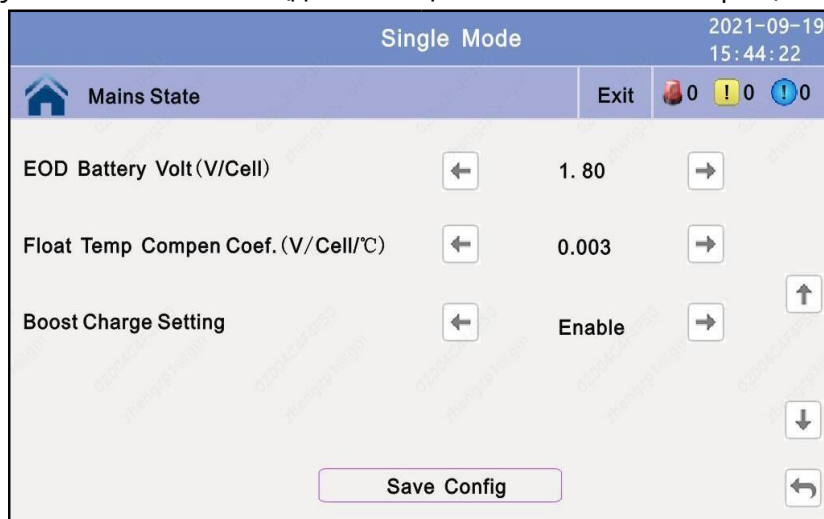 Single Mode
2021-09-19
15:44:22
Mains State
Exit
0
! 0
! 0
EOD Battery Volt(V/Cell)
1. 80
Float Temp Compen Coef.(V/Cell/℃)
0.003
Boost Charge Setting
Enable
Save Config